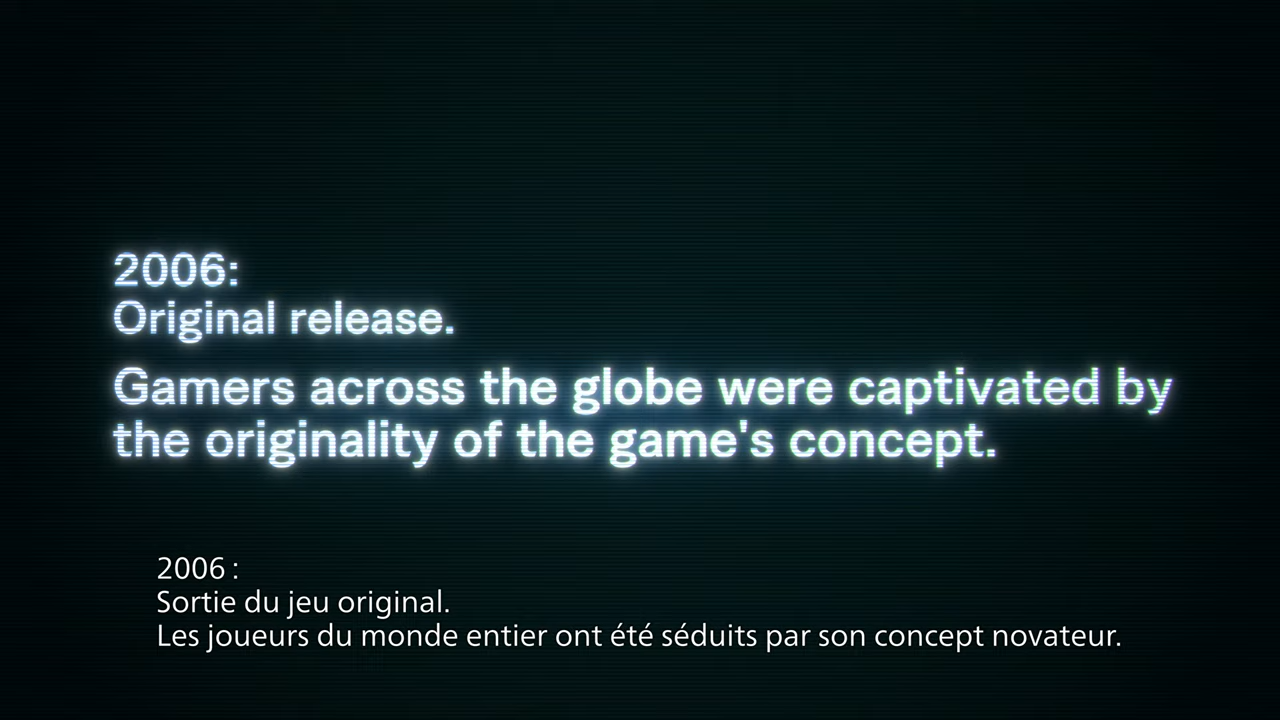 2006:
Original release.
Gamers across the globe were captivated by
the originality of the game's concept.
2006 :
Sortie du jeu original.
Les joueurs du monde entier ont été séduits par son concept novateur.